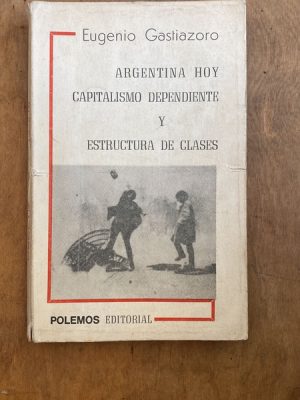 Eugenio Gastiazoro
ARGENTINA HOY
CAPITALISMO DEPENDIENTE
Y
ESTRUCTURA DE CLASES
POLEMOS EDITORIAL